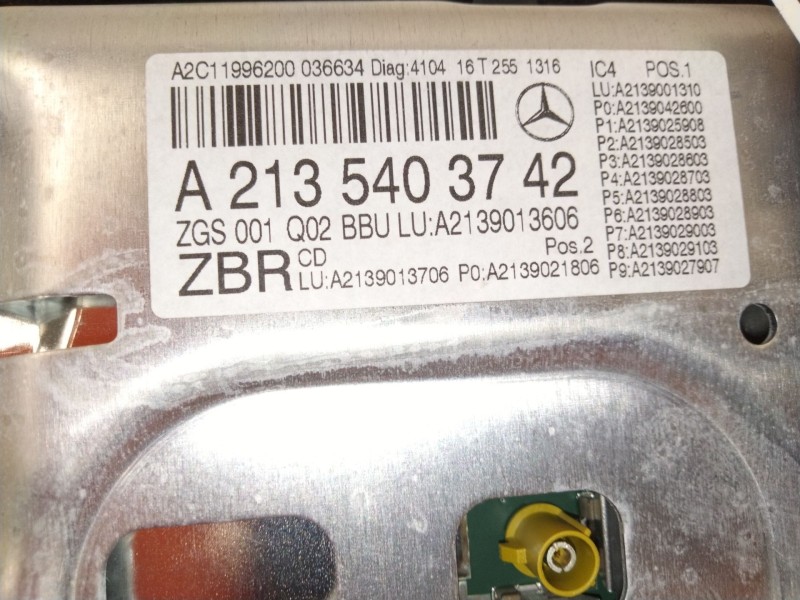 A2C11996200 036634 Diag:4104 16 T 255 1316
A 213 540 37 42
ZGS 001 Q02 BBU LU:A2139013606
ZBR CD Pos.2
LU:A2139013706 P0:A2139021806
IC4 POS.1
LU:A2139001310
P0:A2139042600
P1:A2139025908
P2:A2139028503
P3:A2139028603
P4:A2139028703
P5:A2139028803
P6:A2139028903
P7:A2139029003
P8:A2139029103
P9:A2139027907